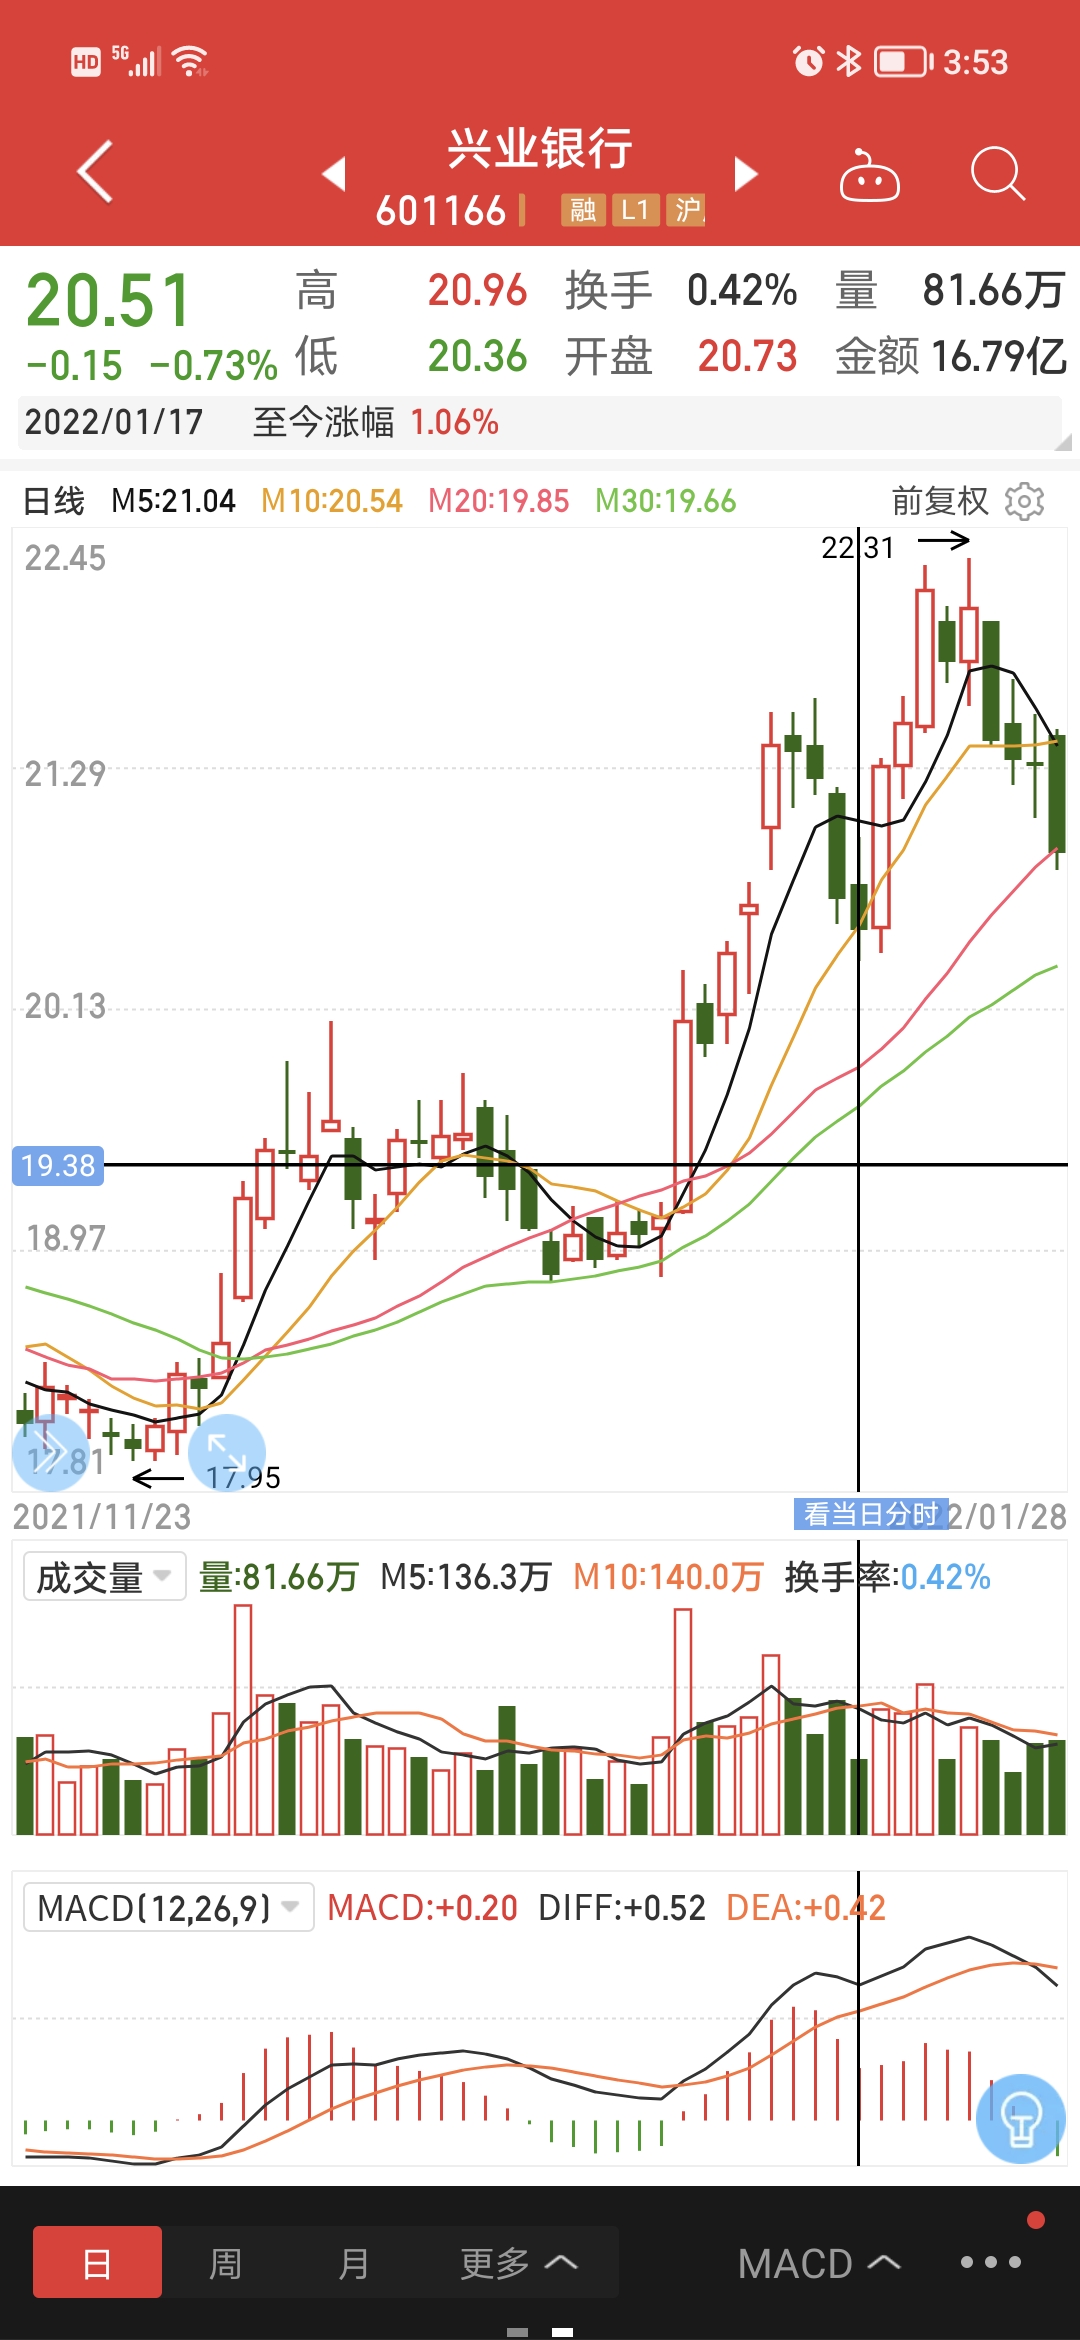 HD 5G 3:53
兴业银行
601166 融 L1 沪
20.51 高 20.96 换手 0.42% 量 81.66万
-0.15 -0.73% 低 20.36 开盘 20.73 金额 16.79亿
2022/01/17 至今涨幅 1.06%
日线 M5:21.04 M10:20.54 M20:19.85 M30:19.66 前复权
22.45
22.31
21.29
20.13
19.38
18.97
17.81
17.95
2021/11/23 看当日分时 2/01/28
成交量 量:81.66万 M5:136.3万 M10:140.0万 换手率:0.42%
MACD(12,26,9) MACD:+0.20 DIFF:+0.52 DEA:+0.42
日 周 月 更多 MACD